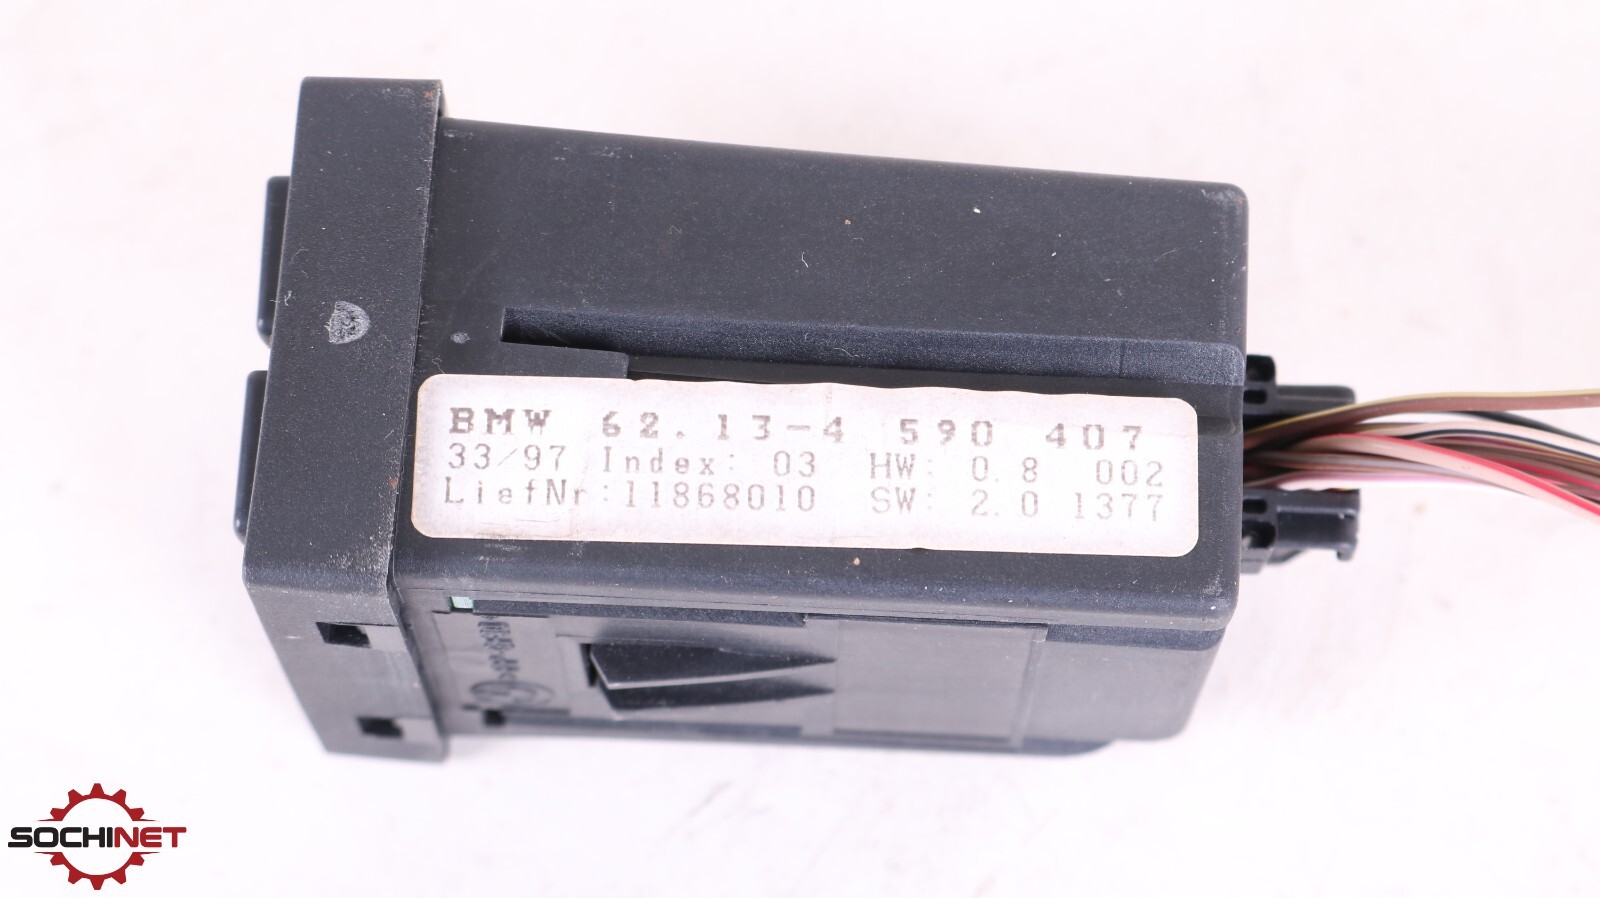 BMW 62.13-4 590 407
33/97 Index: 03 HW: 0.8 002
LiefNr:11868010 SW: 2.0 1377
SOCHINET